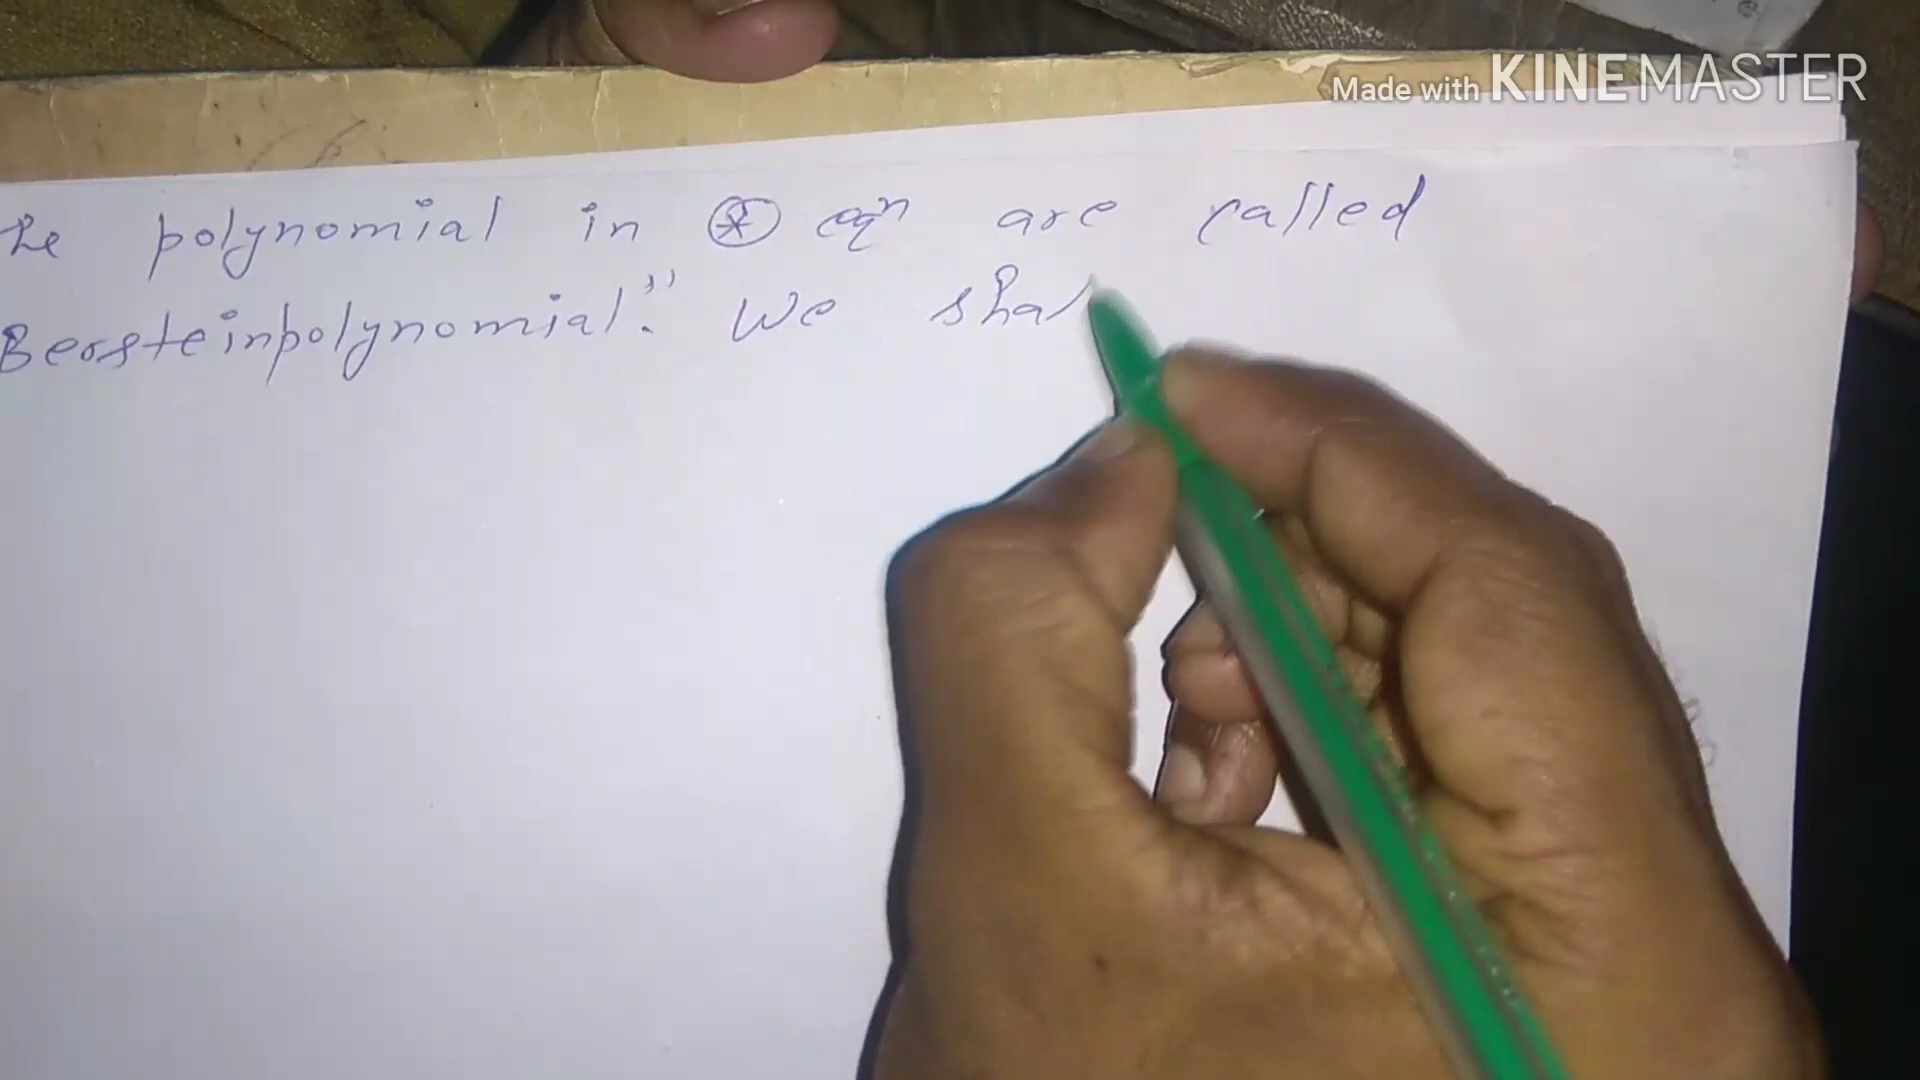 Made with KINEMASTER
he polynomial in ⊛ eqn are called
Bersteinpolynomial." We sha